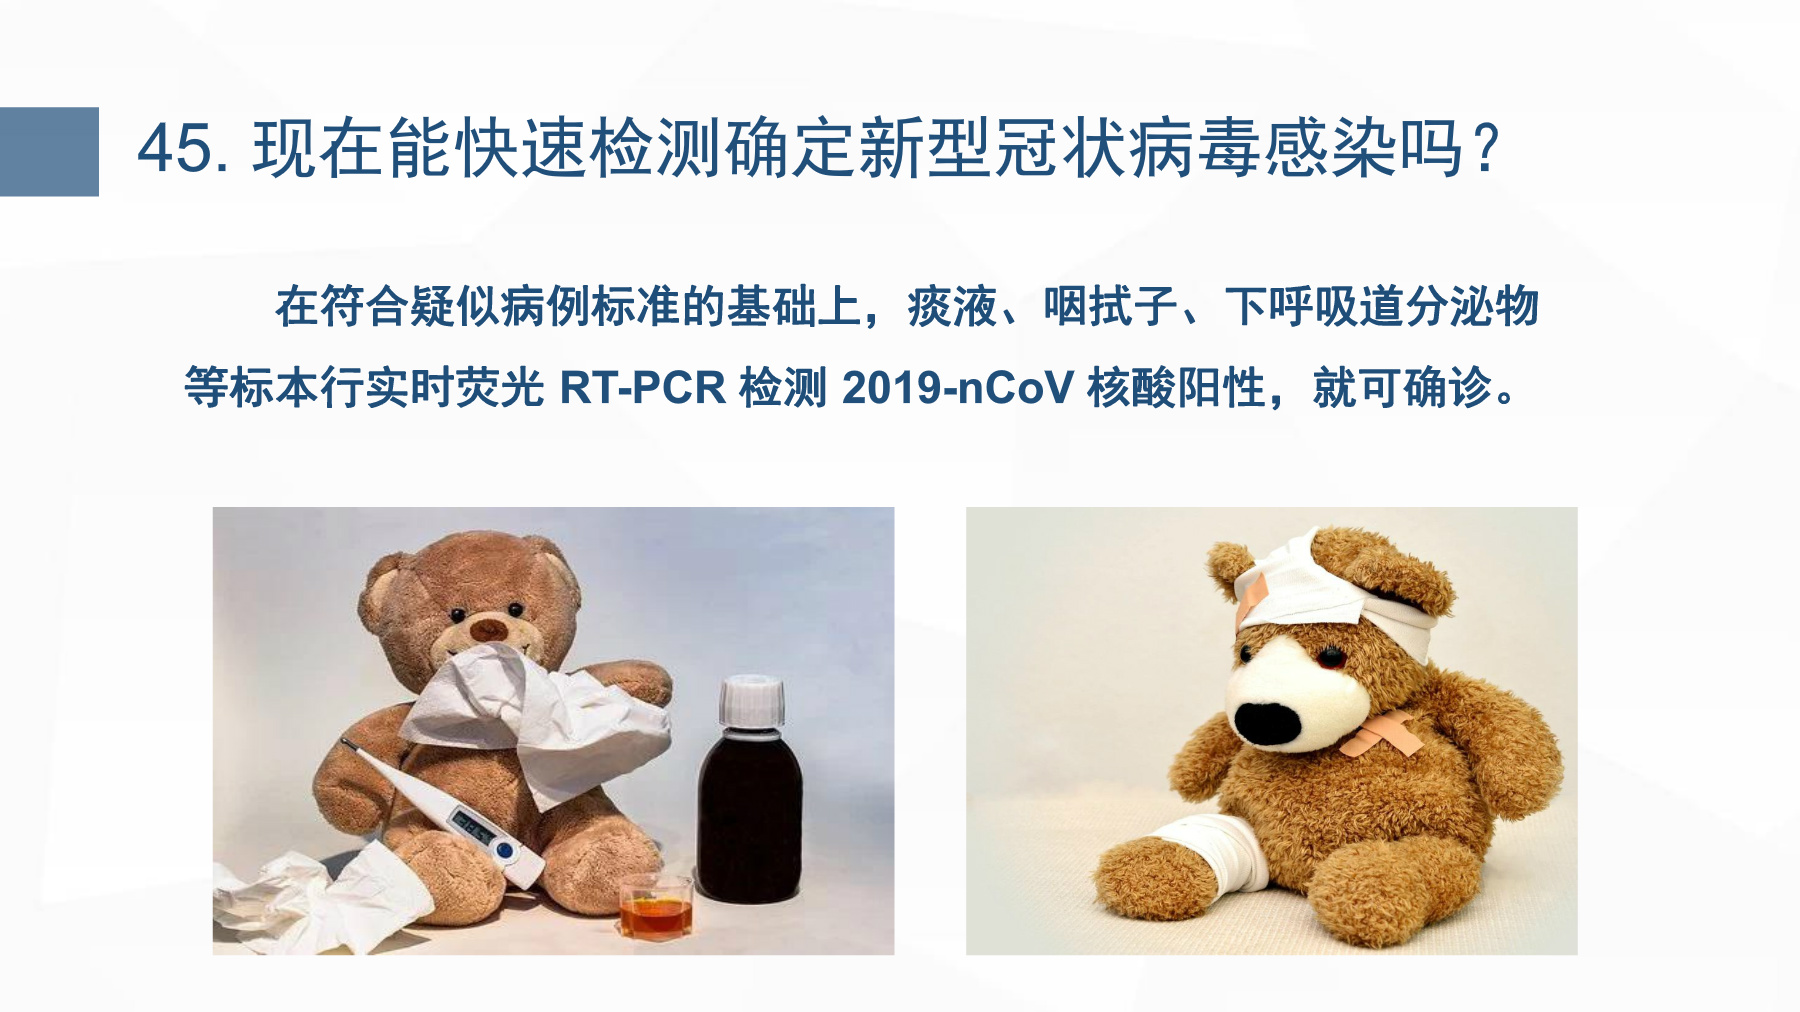 45. 现在能快速检测确定新型冠状病毒感染吗？
在符合疑似病例标准的基础上，痰液、咽拭子、下呼吸道分泌物
等标本行实时荧光 RT-PCR 检测 2019-nCoV 核酸阳性，就可确诊。